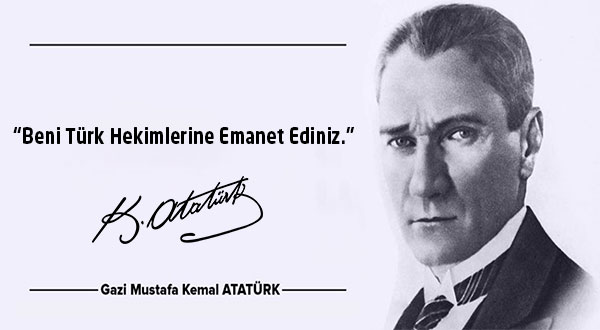 “Beni Türk Hekimlerine Emanet Ediniz.”
K. Atatürk
Gazi Mustafa Kemal ATATÜRK